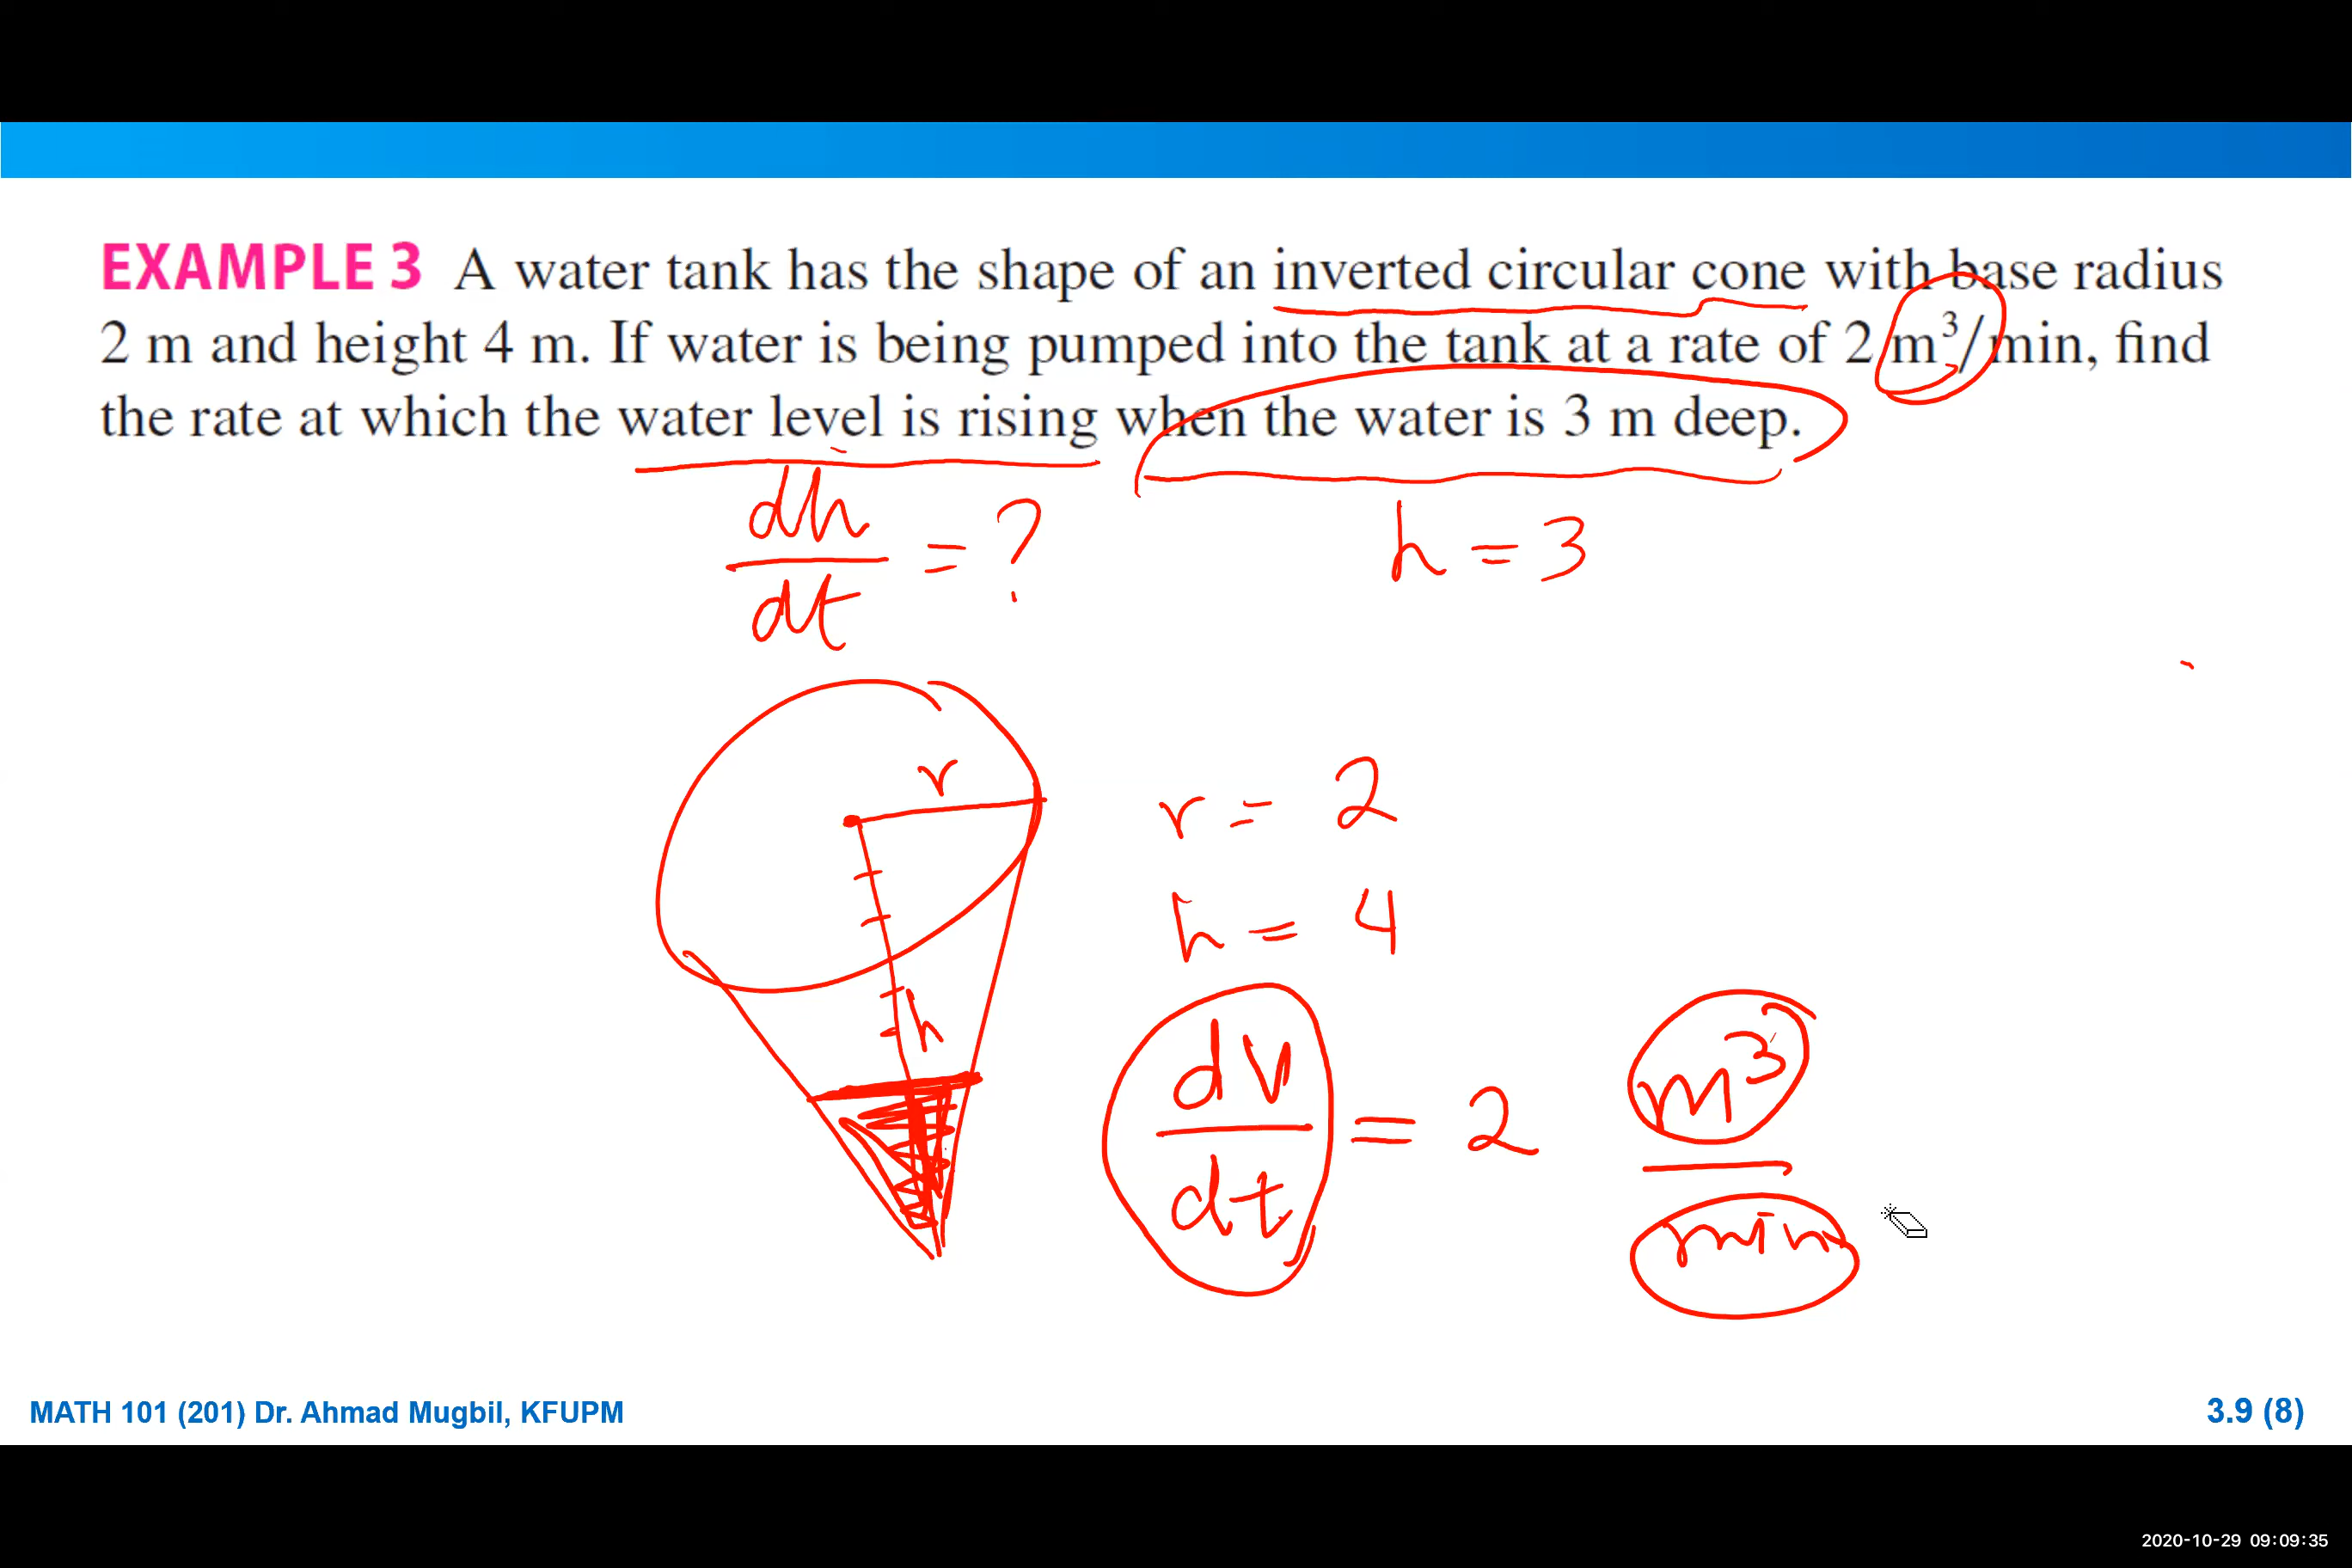 EXAMPLE 3 A water tank has the shape of an inverted circular cone with base radius
2 m and height 4 m. If water is being pumped into the tank at a rate of 2 m³/min, find
the rate at which the water level is rising when the water is 3 m deep.
dh/dt = ?
h = 3
r
r = 2
h = 4
h
dv/dt = 2 m³/min
MATH 101 (201) Dr. Ahmad Mugbil, KFUPM
3.9 (8)
2020-10-29 09:09:35